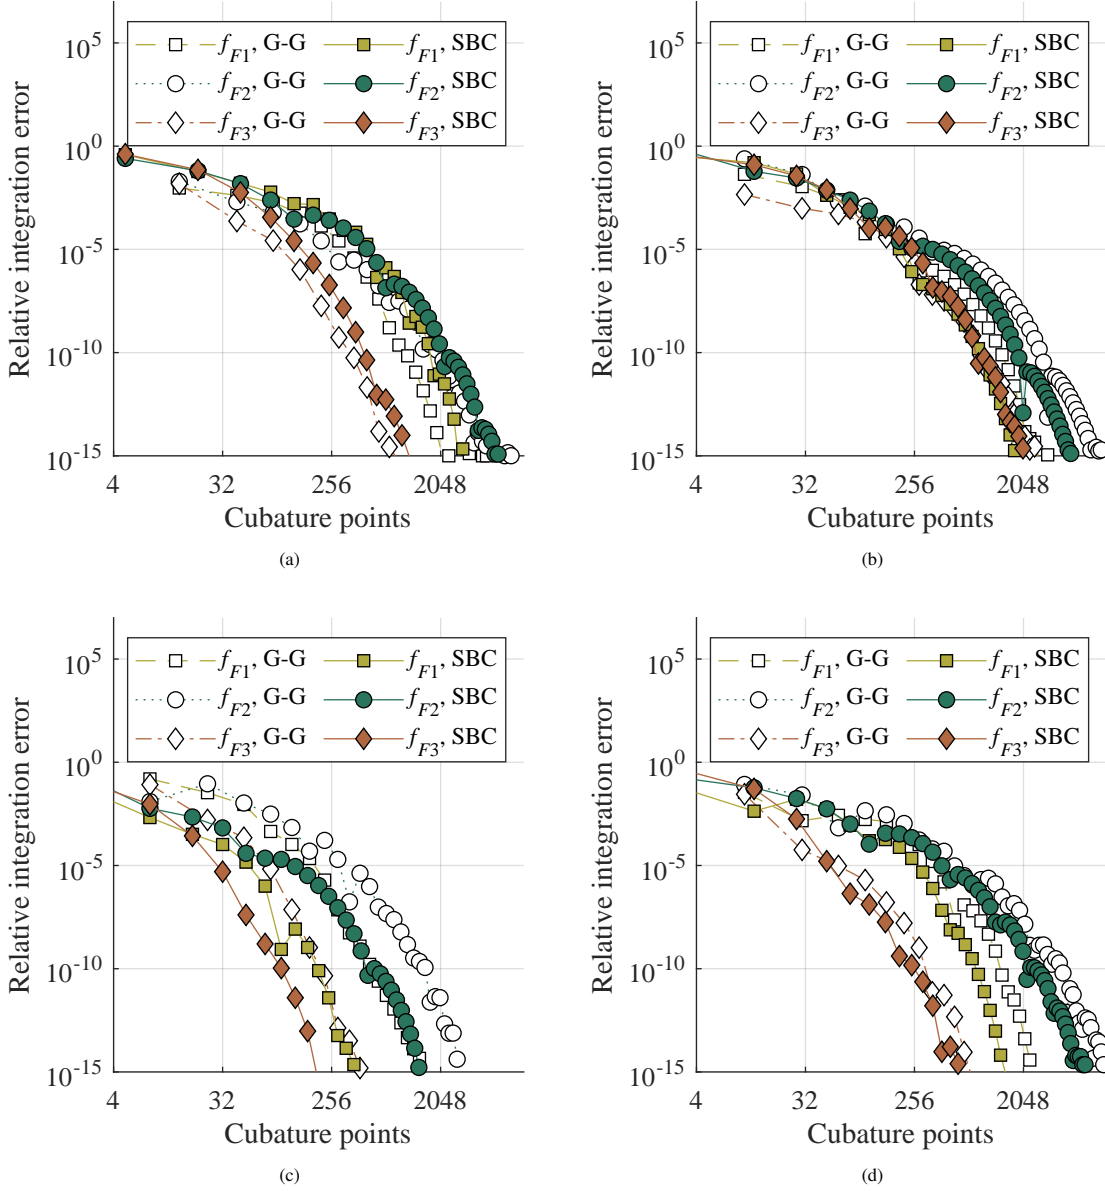 10^5
10^0
10^-5
10^-10
10^-15
Relative integration error
f_F1, G-G f_F1, SBC
f_F2, G-G f_F2, SBC
f_F3, G-G f_F3, SBC
4 32 256 2048
Cubature points
(a)
10^5
10^0
10^-5
10^-10
10^-15
Relative integration error
f_F1, G-G f_F1, SBC
f_F2, G-G f_F2, SBC
f_F3, G-G f_F3, SBC
4 32 256 2048
Cubature points
(b)
10^5
10^0
10^-5
10^-10
10^-15
Relative integration error
f_F1, G-G f_F1, SBC
f_F2, G-G f_F2, SBC
f_F3, G-G f_F3, SBC
4 32 256 2048
Cubature points
(c)
10^5
10^0
10^-5
10^-10
10^-15
Relative integration error
f_F1, G-G f_F1, SBC
f_F2, G-G f_F2, SBC
f_F3, G-G f_F3, SBC
4 32 256 2048
Cubature points
(d)